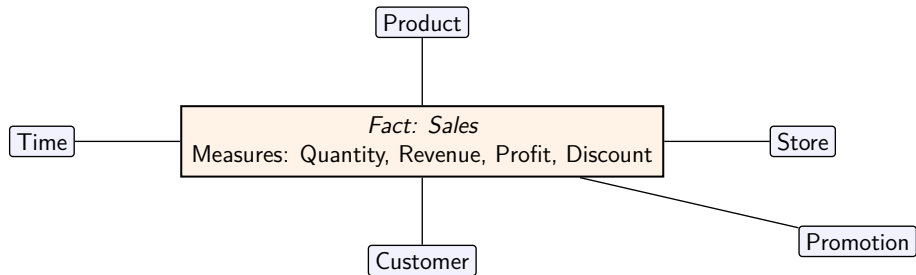 Product
Fact: Sales
Time
Measures: Quantity, Revenue, Profit, Discount
Store
Promotion
Customer